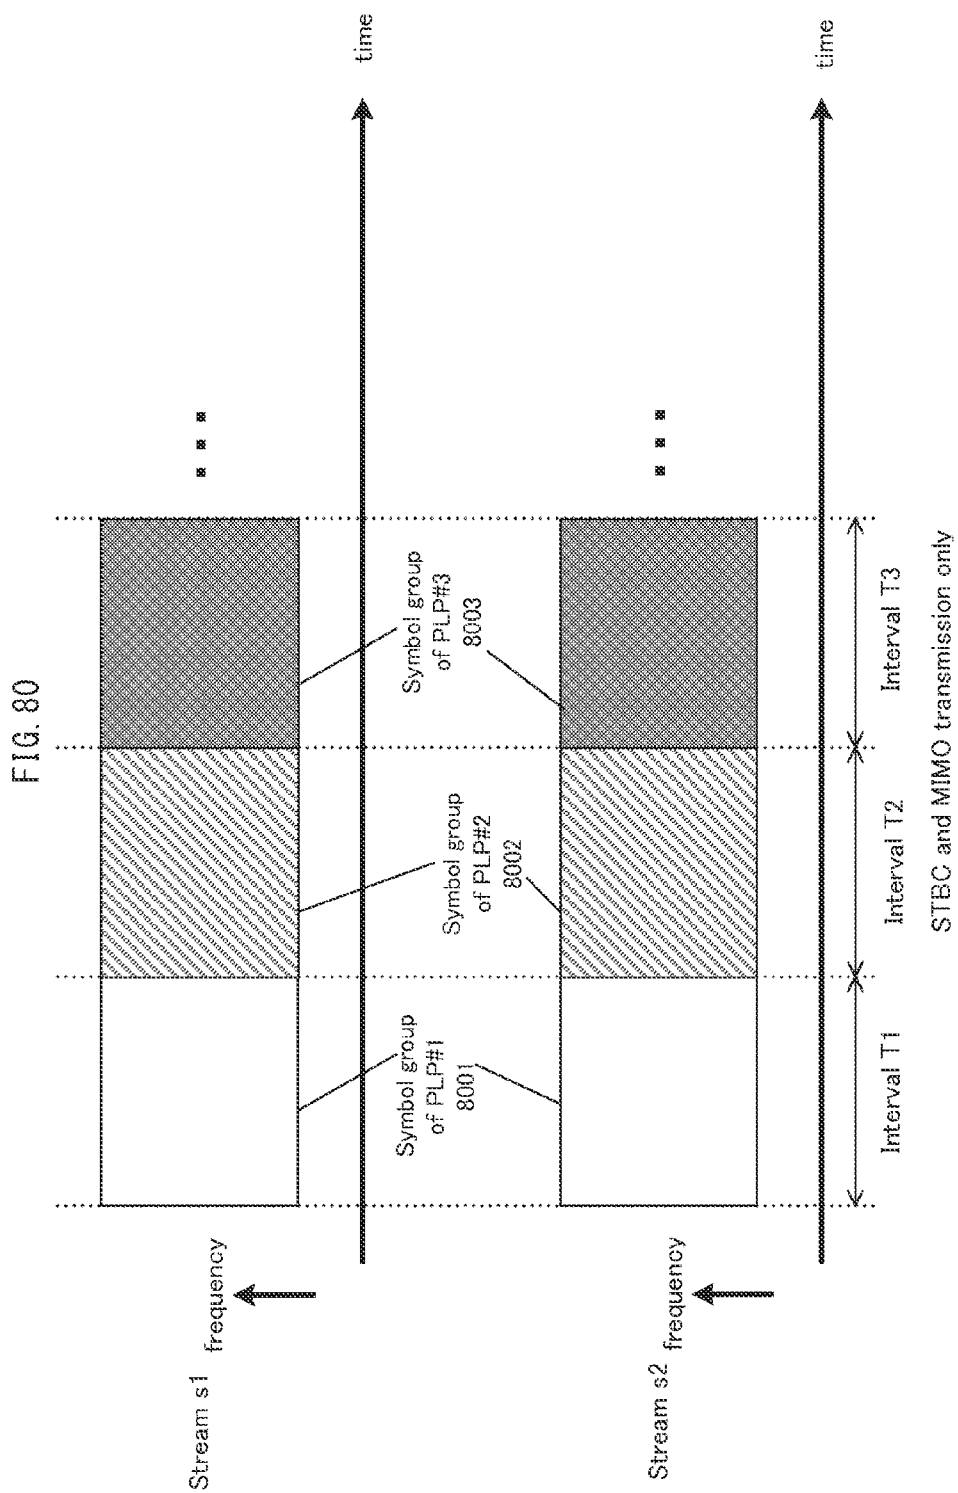 FIG. 80
Stream s1
frequency
Symbol group
of PLP#1
8001
Symbol group
of PLP#2
8002
Symbol group
of PLP#3
8003
time
Stream s2
frequency
time
Interval T1
Interval T2
Interval T3
STBC and MIMO transmission only